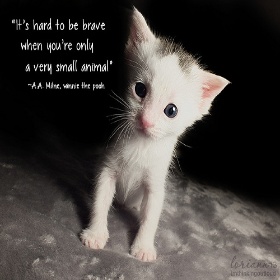 "It's hard to be brave
when you're only
a very small animal"
~A.A. Milne, winnie the pooh